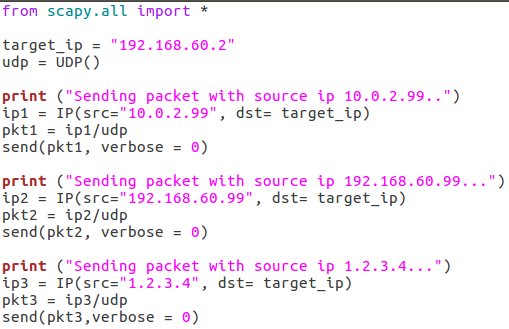 from scapy.all import *
target_ip = "192.168.60.2"
udp = UDP()
print ("Sending packet with source ip 10.0.2.99..")
ip1 = IP(src="10.0.2.99", dst= target_ip)
pkt1 = ip1/udp
send(pkt1, verbose = 0)
print ("Sending packet with source ip 192.168.60.99...")
ip2 = IP(src="192.168.60.99", dst= target_ip)
pkt2 = ip2/udp
send(pkt2, verbose = 0)
print ("Sending packet with source ip 1.2.3.4...")
ip3 = IP(src="1.2.3.4", dst= target_ip)
pkt3 = ip3/udp
send(pkt3,verbose = 0)